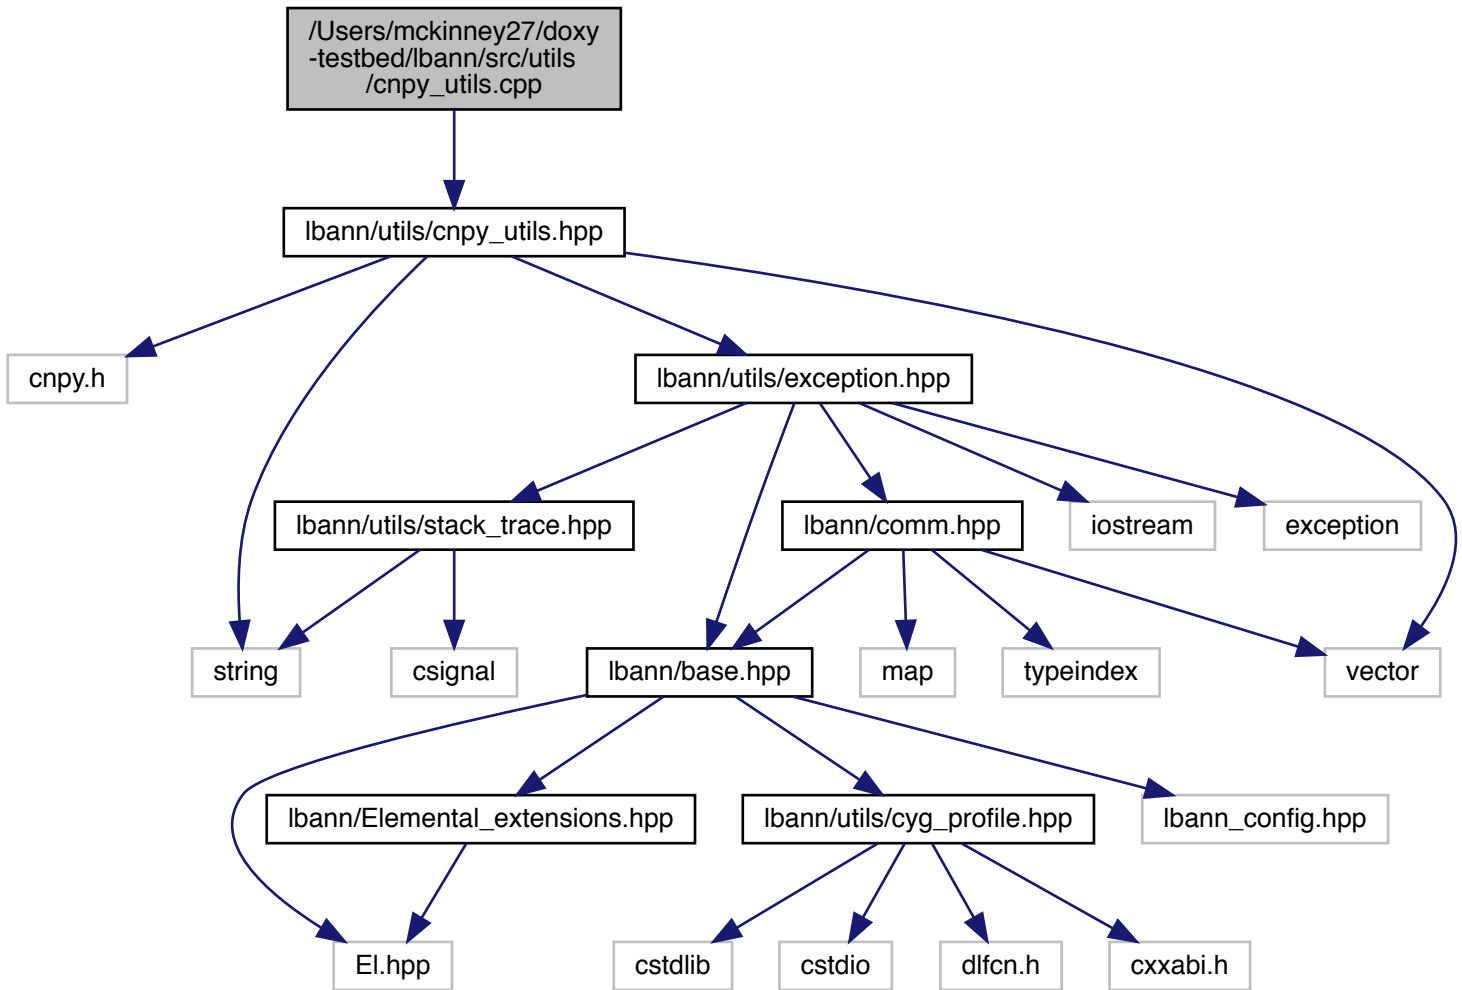 /Users/mckinney27/doxy
-testbed/lbann/src/utils
/cnpy_utils.cpp
lbann/utils/cnpy_utils.hpp
cnpy.h
lbann/utils/exception.hpp
lbann/utils/stack_trace.hpp
lbann/comm.hpp
iostream
exception
string
csignal
lbann/base.hpp
map
typeindex
vector
lbann/Elemental_extensions.hpp
lbann/utils/cyg_profile.hpp
lbann_config.hpp
El.hpp
cstdlib
cstdio
dlfcn.h
cxxabi.h